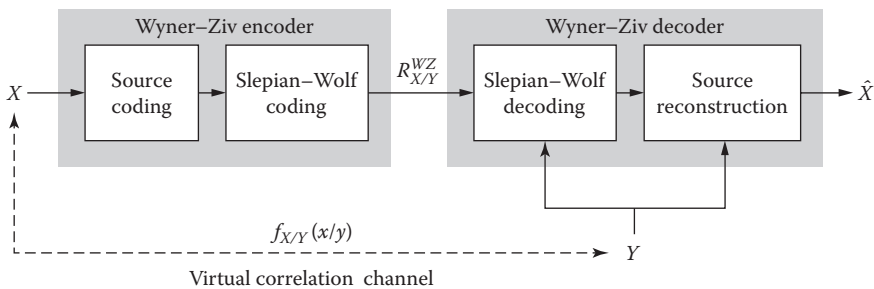 Wyner–Ziv encoder
Wyner–Ziv decoder
X
Source
coding
Slepian–Wolf
coding
R_{X/Y}^{WZ}
Slepian–Wolf
decoding
Source
reconstruction
X̂
f_{X/Y}(x/y)
Y
Virtual correlation channel